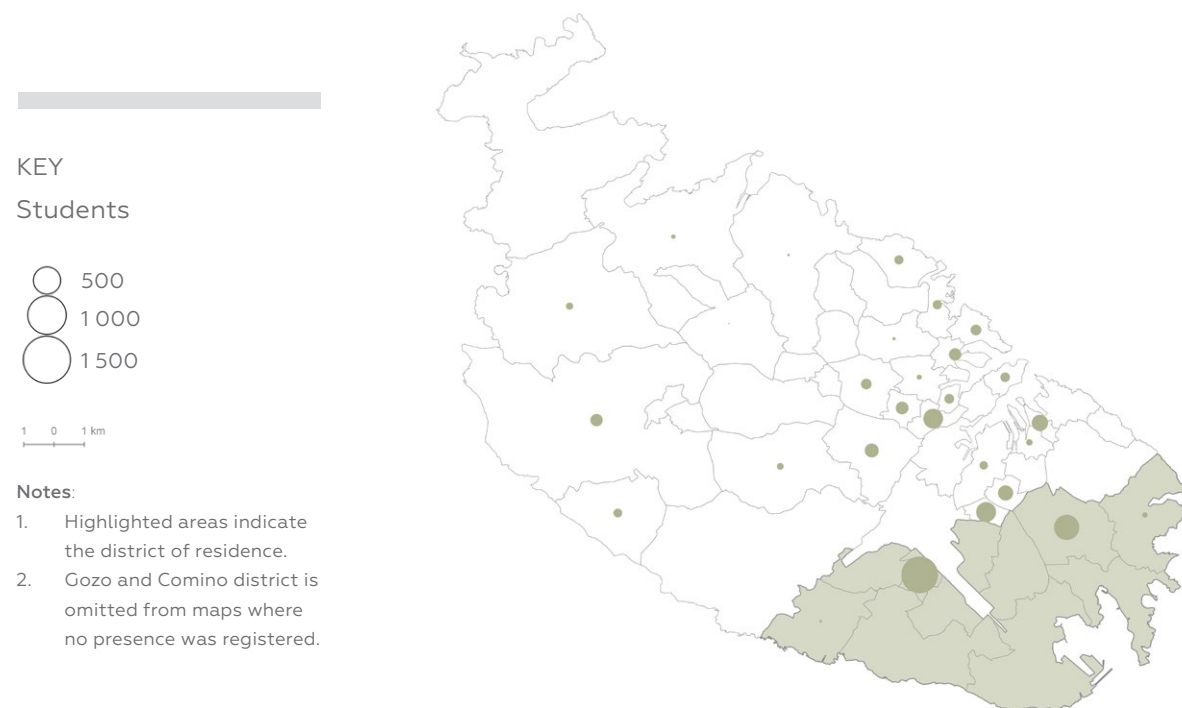 KEY
Students
500
1 000
1 500
1 0 1 km
Notes:
1. Highlighted areas indicate
the district of residence.
2. Gozo and Comino district is
omitted from maps where
no presence was registered.